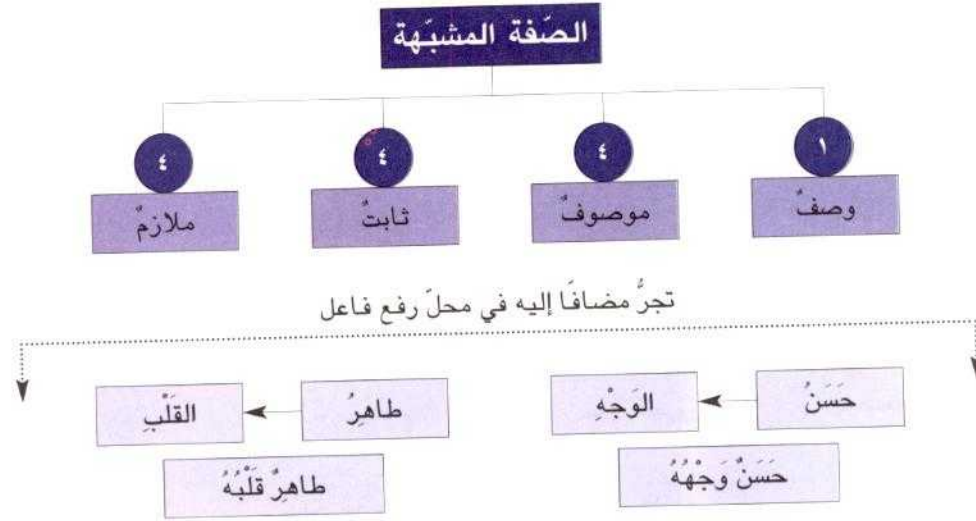 الصّفة المشبّهة
١ ٤ ٤ ٤
وصفٌ موصوفٌ ثابتٌ ملازمٌ
تجرُّ مضافًا إليه في محلّ رفع فاعل
حَسَنُ الوَجْهِ طاهِرُ القَلْبِ
حَسَنٌ وَجْهُهُ طاهِرٌ قَلْبُهُ